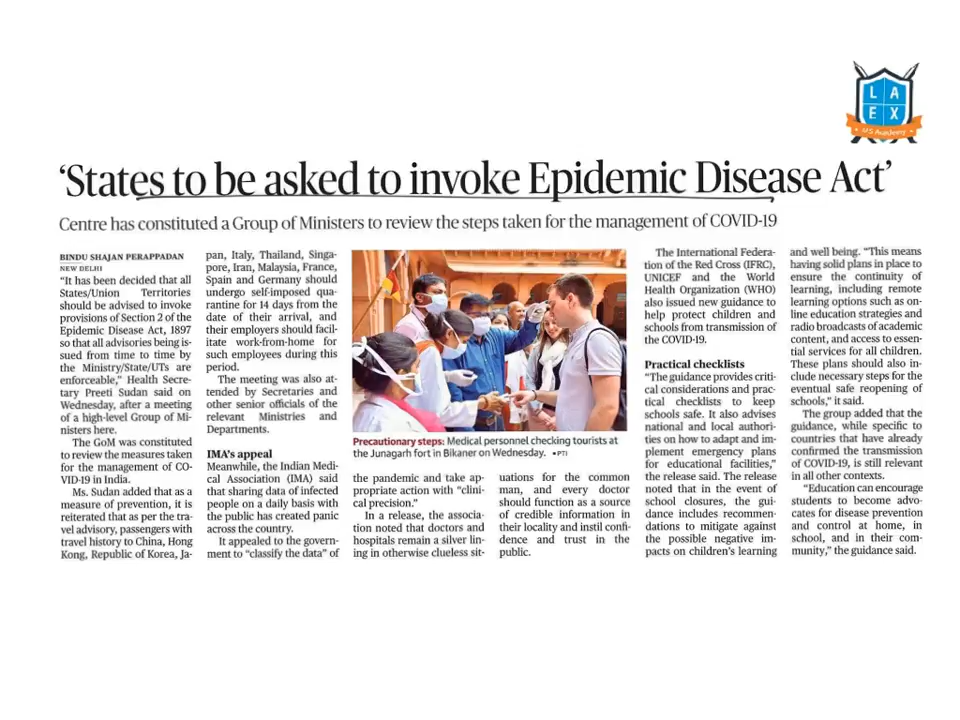 L A
E X
U S Academy
‘States to be asked to invoke Epidemic Disease Act’
Centre has constituted a Group of Ministers to review the steps taken for the management of COVID-19
BINDU SHAJAN PERAPPADAN
NEW DELHI
“It has been decided that all
States/Union Territories
should be advised to invoke
provisions of Section 2 of the
Epidemic Disease Act, 1897
so that all advisories being is-
sued from time to time by
the Ministry/State/UTs are
enforceable,” Health Secre-
tary Preeti Sudan said on
Wednesday, after a meeting
of a high-level Group of Mi-
nisters here.
The GoM was constituted
to review the measures taken
for the management of CO-
VID-19 in India.
Ms. Sudan added that as a
measure of prevention, it is
reiterated that as per the tra-
vel advisory, passengers with
travel history to China, Hong
Kong, Republic of Korea, Ja-
pan, Italy, Thailand, Singa-
pore, Iran, Malaysia, France,
Spain and Germany should
undergo self-imposed qua-
rantine for 14 days from the
date of their arrival, and
their employers should facil-
itate work-from-home for
such employees during this
period.
The meeting was also at-
tended by Secretaries and
other senior officials of the
relevant Ministries and
Departments.
IMA’s appeal
Meanwhile, the Indian Medi-
cal Association (IMA) said
that sharing data of infected
people on a daily basis with
the public has created panic
across the country.
It appealed to the govern-
ment to “classify the data” of
Precautionary steps: Medical personnel checking tourists at
the Junagarh fort in Bikaner on Wednesday. •PTI
the pandemic and take ap-
propriate action with “clini-
cal precision.”
In a release, the associa-
tion noted that doctors and
hospitals remain a silver lin-
ing in otherwise clueless sit-
uations for the common
man, and every doctor
should function as a source
of credible information in
their locality and instil confi-
dence and trust in the
public.
The International Federa-
tion of the Red Cross (IFRC),
UNICEF and the World
Health Organization (WHO)
also issued new guidance to
help protect children and
schools from transmission of
the COVID-19.
Practical checklists
“The guidance provides criti-
cal considerations and prac-
tical checklists to keep
schools safe. It also advises
national and local authori-
ties on how to adapt and im-
plement emergency plans
for educational facilities,”
the release said. The release
noted that in the event of
school closures, the gui-
dance includes recommen-
dations to mitigate against
the possible negative im-
pacts on children’s learning
and well being. “This means
having solid plans in place to
ensure the continuity of
learning, including remote
learning options such as on-
line education strategies and
radio broadcasts of academic
content, and access to essen-
tial services for all children.
These plans should also in-
clude necessary steps for the
eventual safe reopening of
schools,” it said.
The group added that the
guidance, while specific to
countries that have already
confirmed the transmission
of COVID-19, is still relevant
in all other contexts.
“Education can encourage
students to become advo-
cates for disease prevention
and control at home, in
school, and in their com-
munity,” the guidance said.